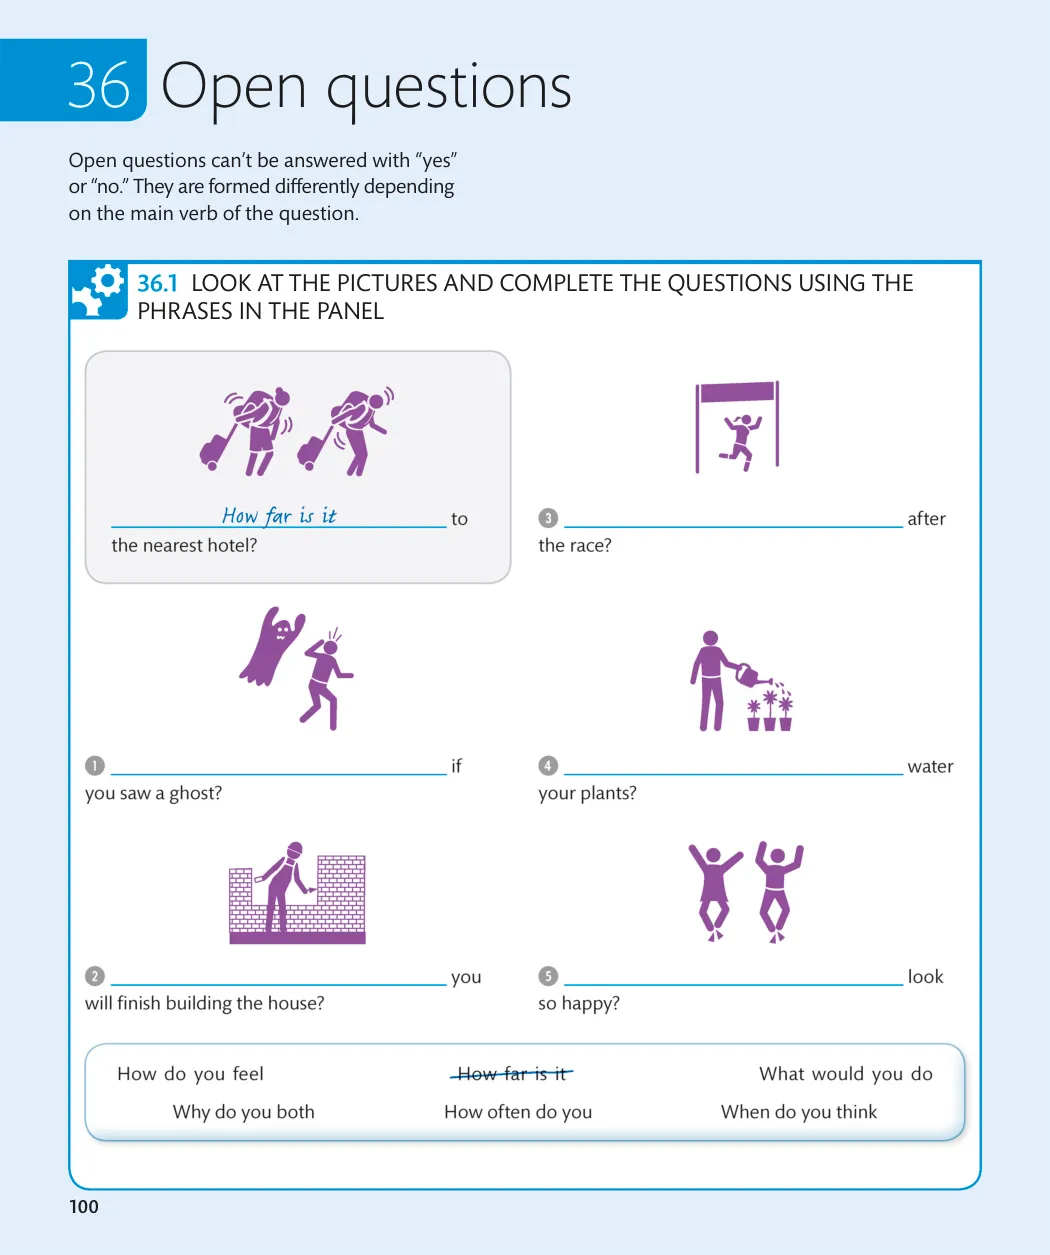 36 Open questions
Open questions can’t be answered with “yes”
or “no.” They are formed differently depending
on the main verb of the question.
36.1 LOOK AT THE PICTURES AND COMPLETE THE QUESTIONS USING THE
PHRASES IN THE PANEL
How far is it to
the nearest hotel?
1 if
you saw a ghost?
2 you
will finish building the house?
3 after
the race?
4 water
your plants?
5 look
so happy?
How do you feel How far is it What would you do
Why do you both How often do you When do you think
100